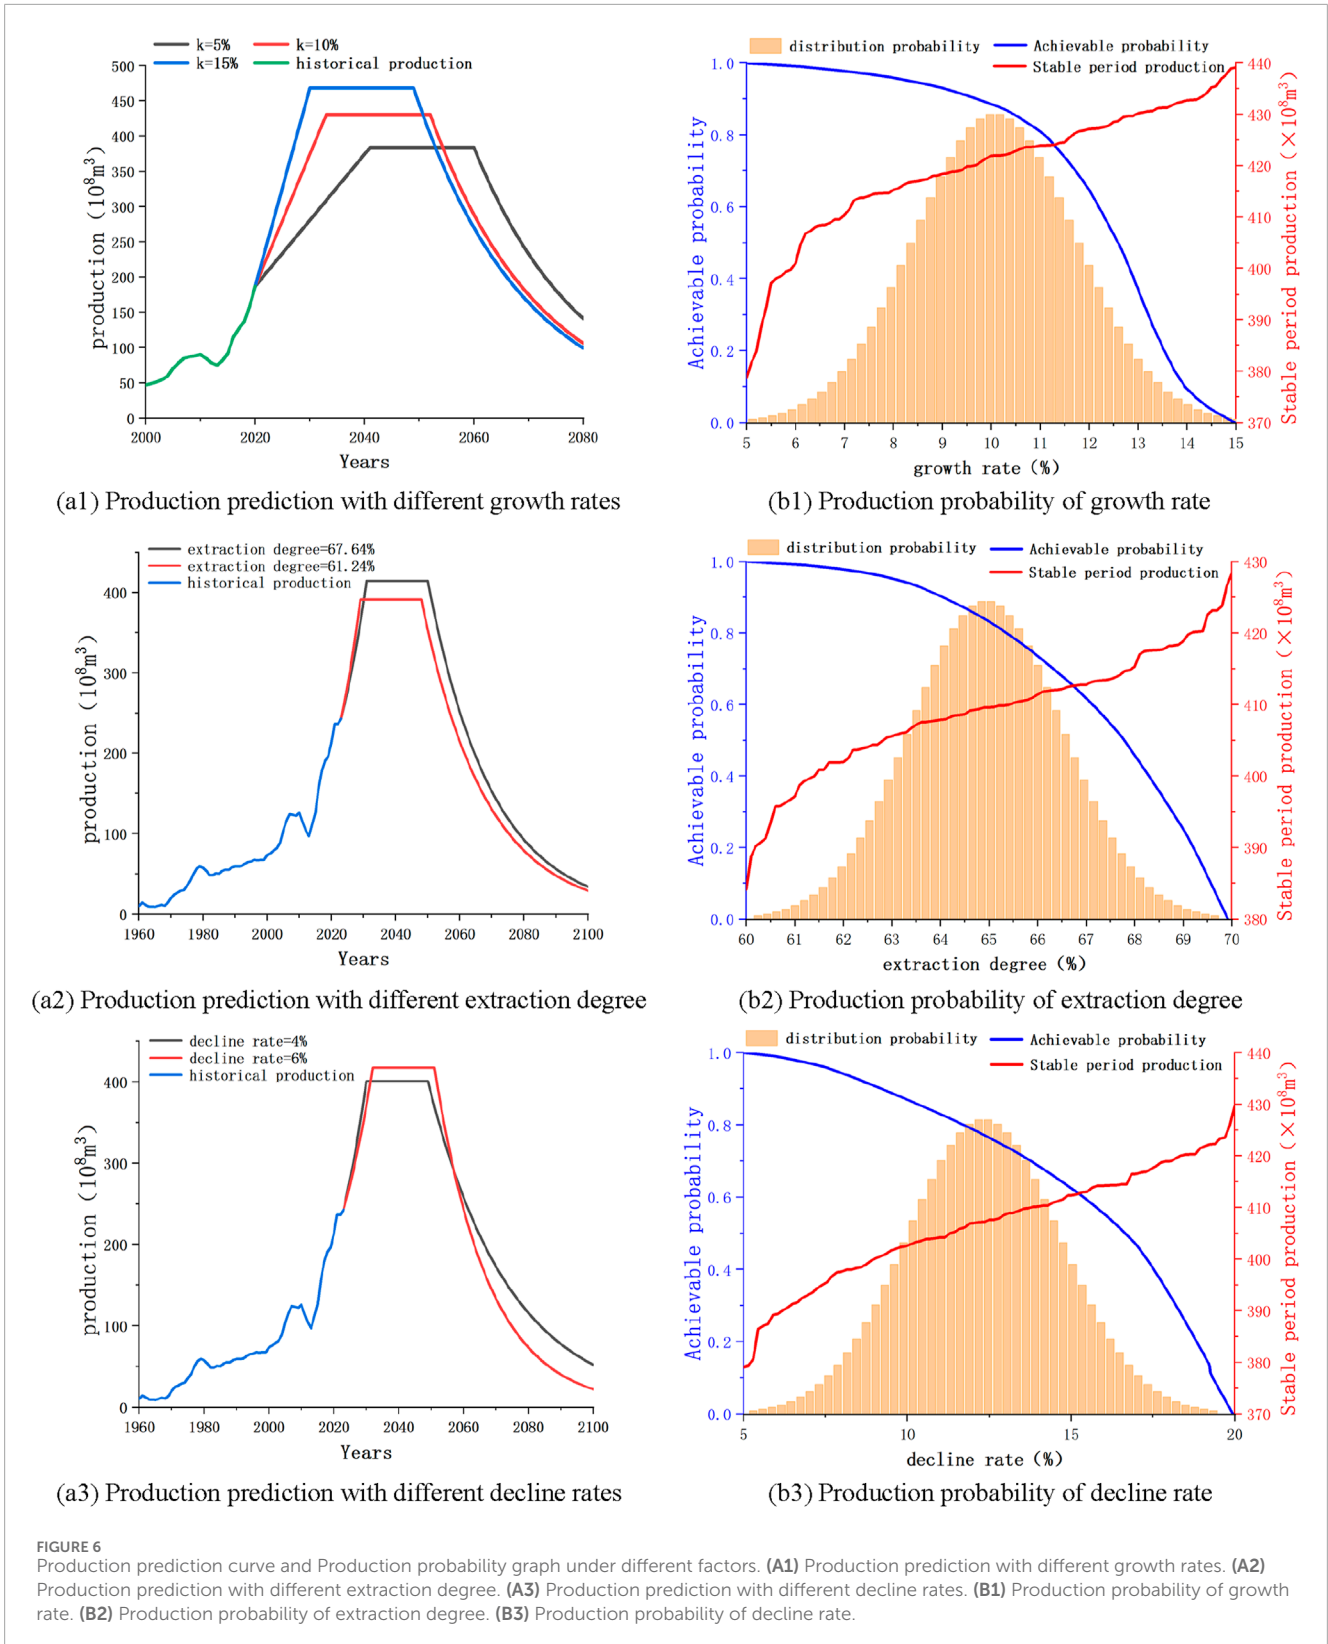 k=5%
k=10%
k=15%
historical production
500
450
400
350
300
250
200
150
100
50
0
production (10⁸m³)
2000
2020
2040
2060
2080
Years
(a1) Production prediction with different growth rates
distribution probability
Achievable probability
Stable period production
1.0
0.8
0.6
0.4
0.2
0.0
Achievable probability
440
430
420
410
400
390
380
370
Stable period production (×10⁸m³)
5
6
7
8
9
10
11
12
13
14
15
growth rate (%)
(b1) Production probability of growth rate
extraction degree=67.64%
extraction degree=61.24%
historical production
400
300
200
100
0
production (10⁸m³)
1960
1980
2000
2020
2040
2060
2080
2100
Years
(a2) Production prediction with different extraction degree
distribution probability
Achievable probability
Stable period production
1.0
0.8
0.6
0.4
0.2
0.0
Achievable probability
430
420
410
400
390
380
Stable period production (×10⁸m³)
60
61
62
63
64
65
66
67
68
69
70
extraction degree (%)
(b2) Production probability of extraction degree
decline rate=4%
decline rate=6%
historical production
400
300
200
100
0
production (10⁸m³)
1960
1980
2000
2020
2040
2060
2080
2100
Years
(a3) Production prediction with different decline rates
distribution probability
Achievable probability
Stable period production
1.0
0.8
0.6
0.4
0.2
0.0
Achievable probability
440
430
420
410
400
390
380
370
Stable period production (×10⁸m³)
5
10
15
20
decline rate (%)
(b3) Production probability of decline rate
FIGURE 6
Production prediction curve and Production probability graph under different factors. (A1) Production prediction with different growth rates. (A2)
Production prediction with different extraction degree. (A3) Production prediction with different decline rates. (B1) Production probability of growth
rate. (B2) Production probability of extraction degree. (B3) Production probability of decline rate.